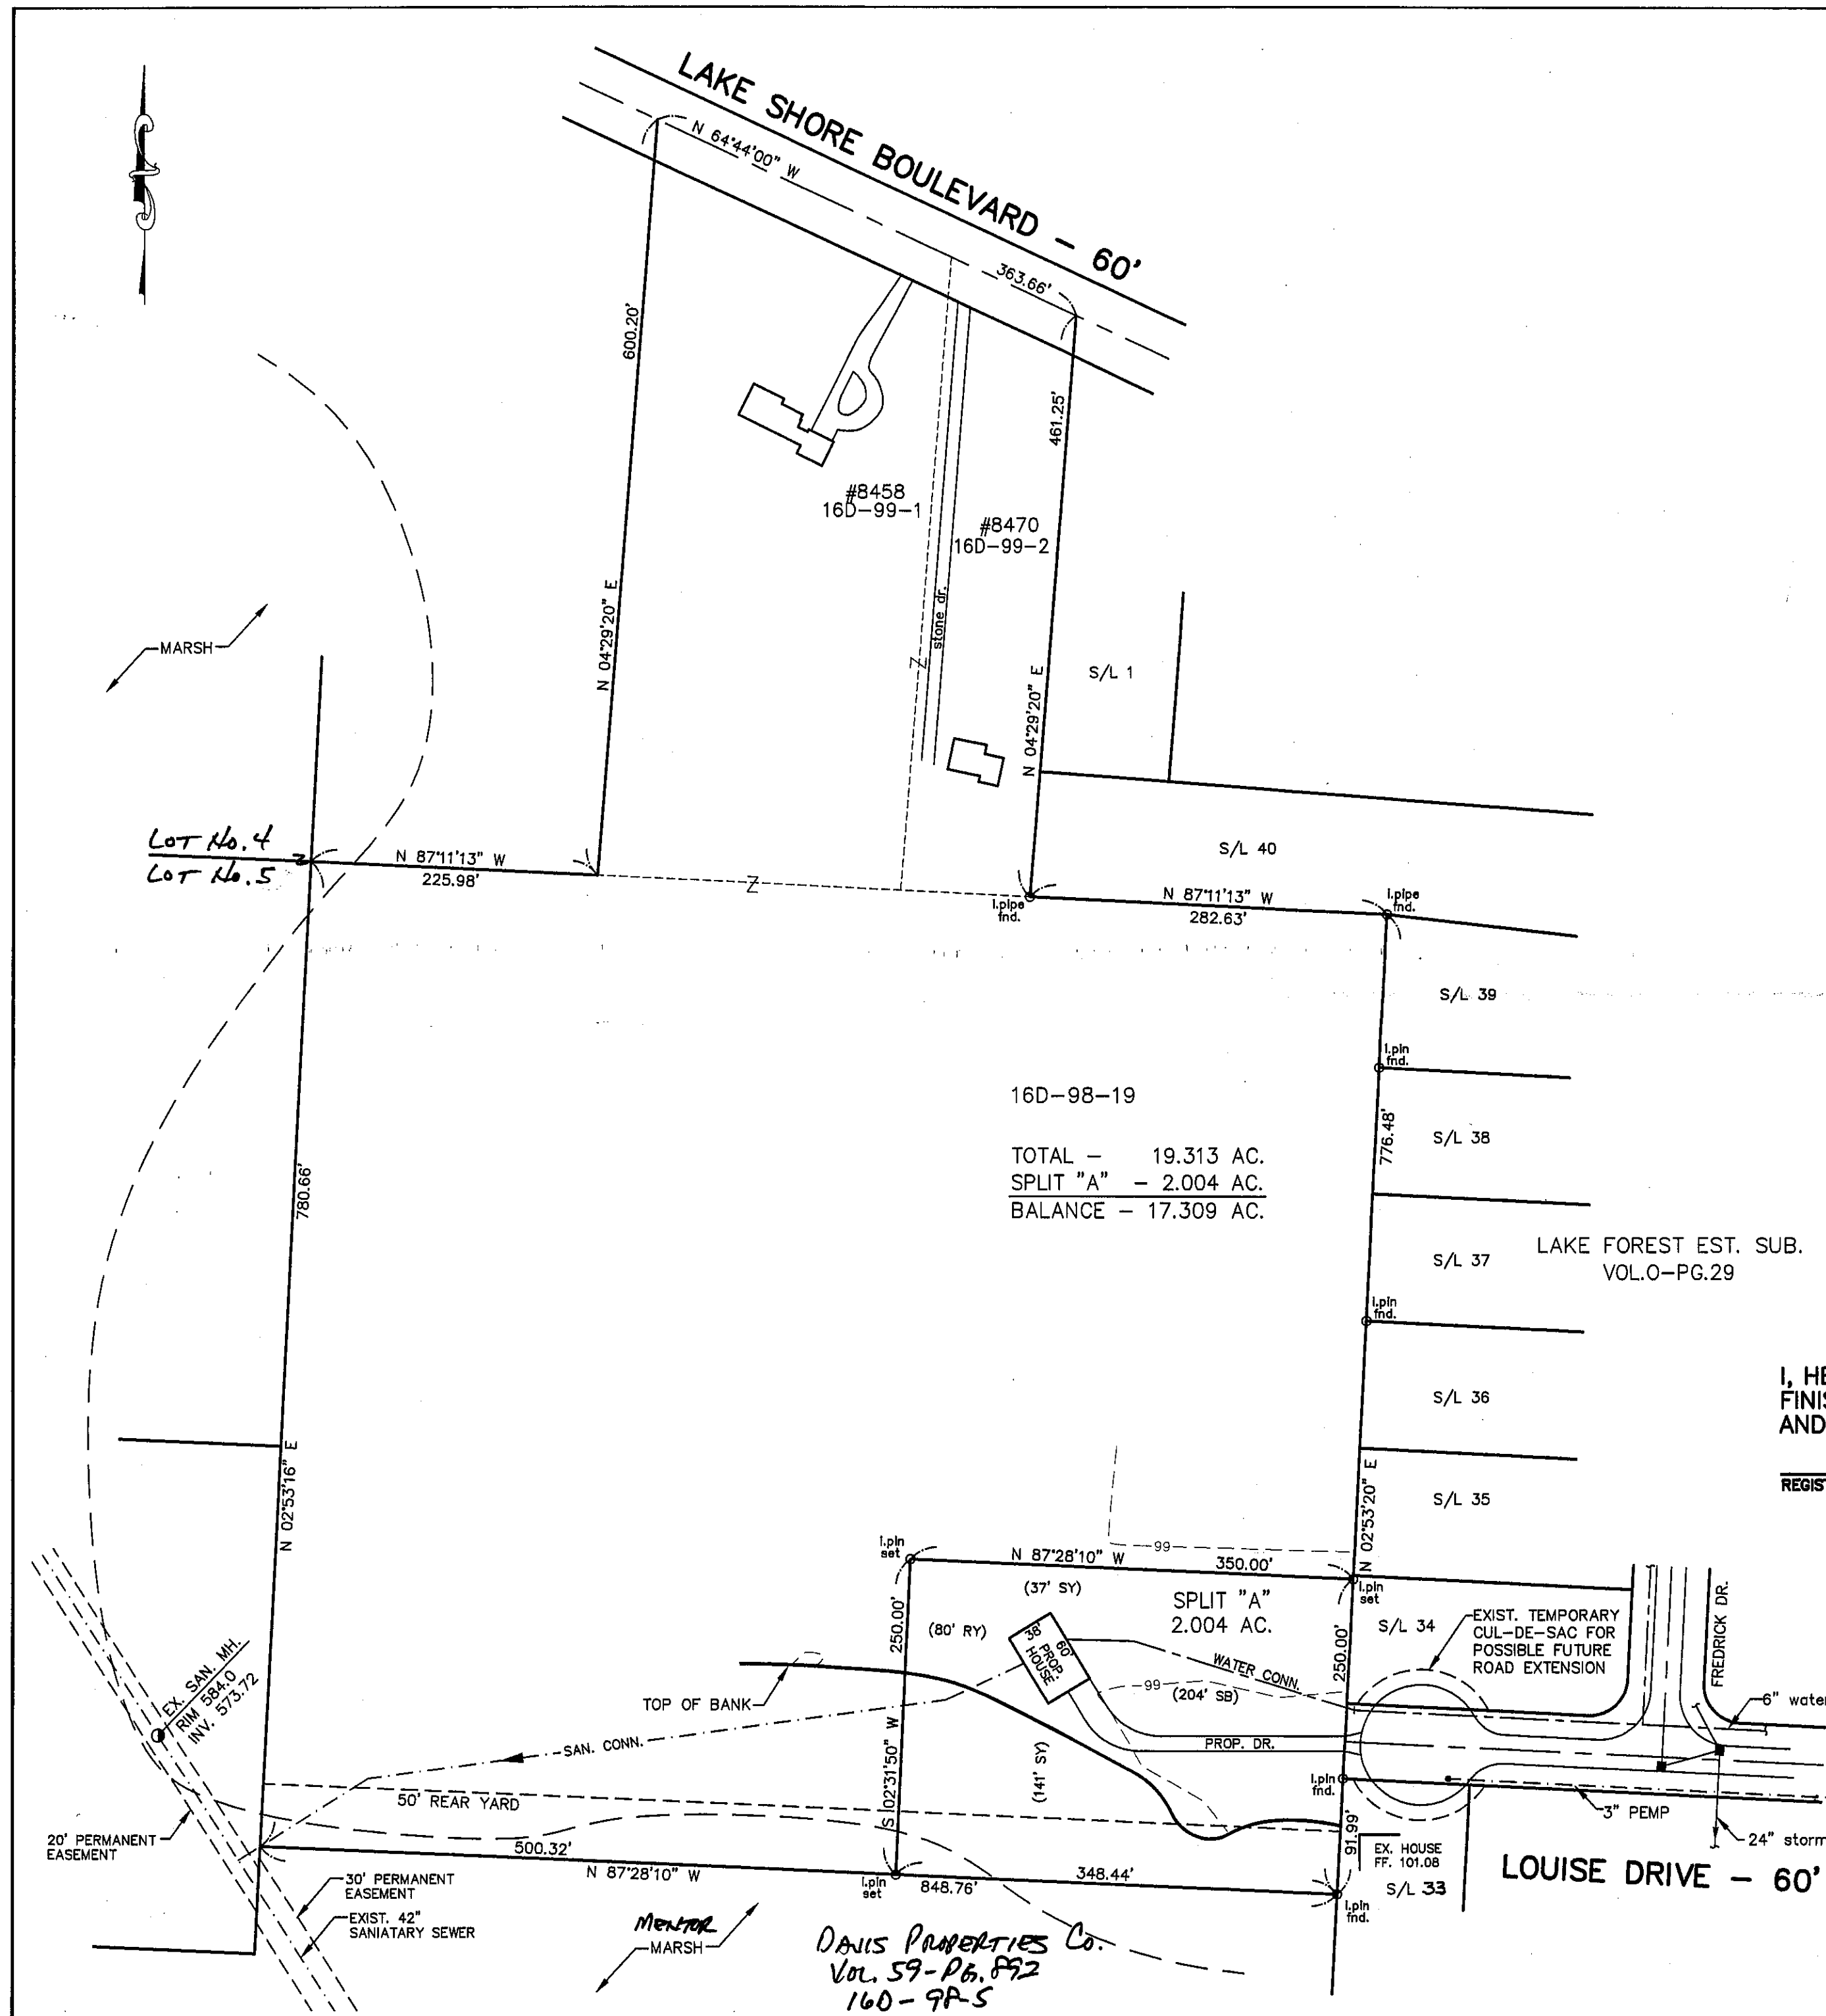 LAKE SHORE BOULEVARD – 60'
N 64°44'00" W
363.66'
600.20'
N 04°29'20" E
461.25'
N 04°29'20" E
#8458
16D-99-1
#8470
16D-99-2
stone dr.
S/L 1
MARSH
LOT No. 4
LOT No. 5
N 87°11'13" W
225.98'
Z
Z
S/L 40
i.pipe
fnd.
N 87°11'13" W
282.63'
i.pipe
fnd.
S/L 39
i.pin
fnd.
16D-98-19
TOTAL – 19.313 AC.
SPLIT "A" – 2.004 AC.
BALANCE – 17.309 AC.
776.48'
S/L 38
780.66'
S/L 37
LAKE FOREST EST. SUB.
VOL.O-PG.29
i.pin
fnd.
I, HE
FINIS
AND
S/L 36
N 02°53'16" E
N 02°53'20" E
S/L 35
REGIS
i.pin
set
N 87°28'10" W
350.00'
99
i.pin
set
(37' SY)
SPLIT "A"
2.004 AC.
250.00'
(80' RY)
38'
60'
PROP.
HOUSE
WATER CONN.
250.00'
S/L 34
EXIST. TEMPORARY
CUL-DE-SAC FOR
POSSIBLE FUTURE
ROAD EXTENSION
FREDRICK DR.
EX. SAN. MH.
RIM 584.0
INV. 573.72
TOP OF BANK
99
(204' SB)
6" water
SAN. CONN.
S 02°31'50" W
(141' SY)
PROP. DR.
i.pin
fnd.
50' REAR YARD
3" PEMP
24" storm
20' PERMANENT
EASEMENT
500.32'
N 87°28'10" W
i.pin
set
848.76'
348.44'
91.99'
EX. HOUSE
FF. 101.08
S/L 33
LOUISE DRIVE – 60'
30' PERMANENT
EASEMENT
EXIST. 42"
SANIATARY SEWER
i.pin
fnd.
MENTOR
MARSH
DAVIS PROPERTIES Co.
VOL. 59-PG. 892
16D-98-5